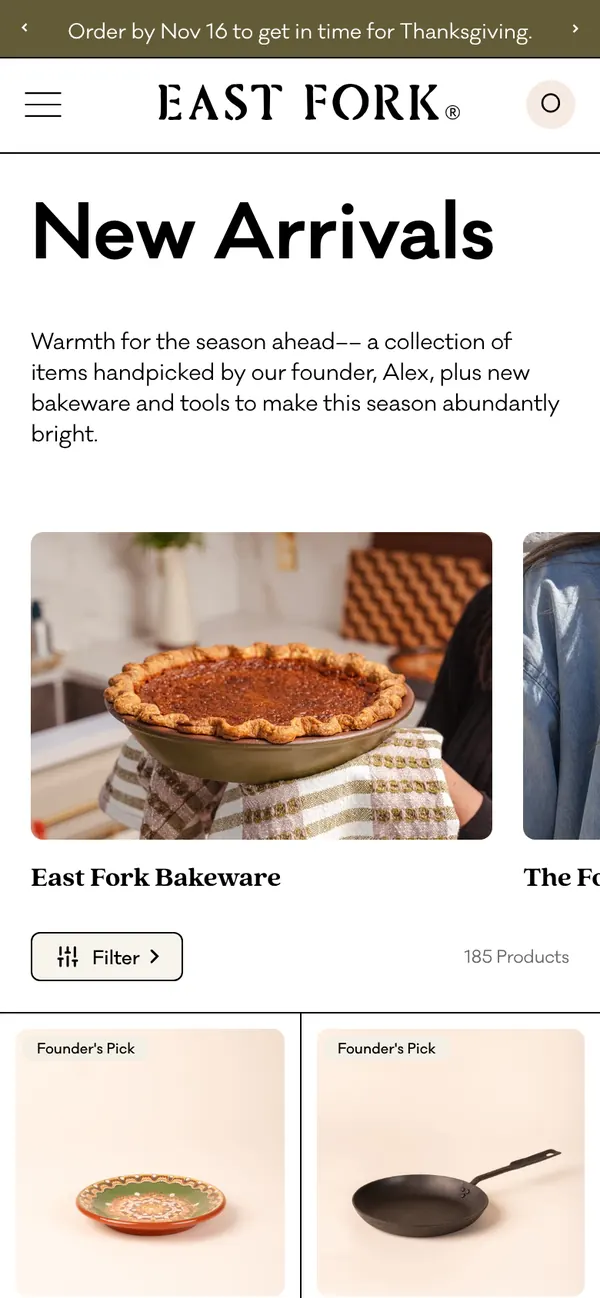 Order by Nov 16 to get in time for Thanksgiving.
EAST FORK®
O
New Arrivals
Warmth for the season ahead-- a collection of
items handpicked by our founder, Alex, plus new
bakeware and tools to make this season abundantly
bright.
East Fork Bakeware
The Fo
Filter
185 Products
Founder's Pick
Founder's Pick